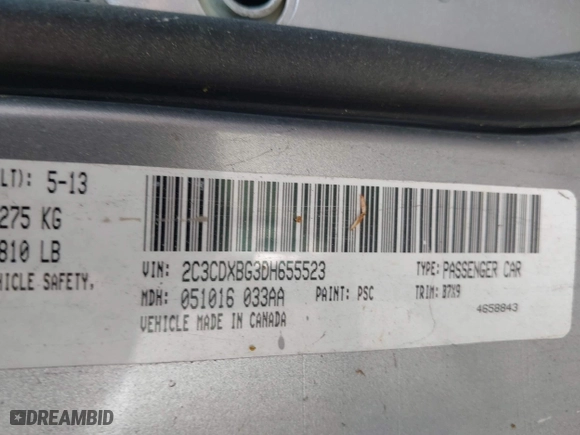 LT): 5-13
275 KG
810 LB
HICLE SAFETY,
VIN: 2C3CDXBG3DH655523
TYPE: PASSENGER CAR
MDH: 051016 033AA
PAINT: PSC
TRIM: B7X9
VEHICLE MADE IN CANADA
4658843
DREAMBID